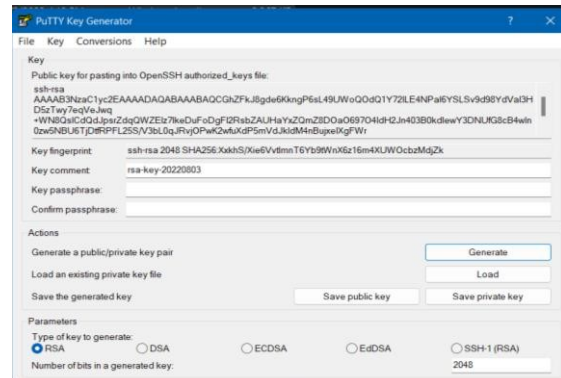 PuTTY Key Generator
File Key Conversions Help
Key
Public key for pasting into OpenSSH authorized_keys file:
ssh-rsa
Key fingerprint: ssh-rsa 2048
Key comment: rsa-key-20220803
Key passphrase:
Confirm passphrase:
Actions
Generate a public/private key pair Generate
Load an existing private key file Load
Save the generated key Save public key Save private key
Parameters
Type of key to generate:
RSA DSA ECDSA EdDSA SSH-1 (RSA)
Number of bits in a generated key: 2048